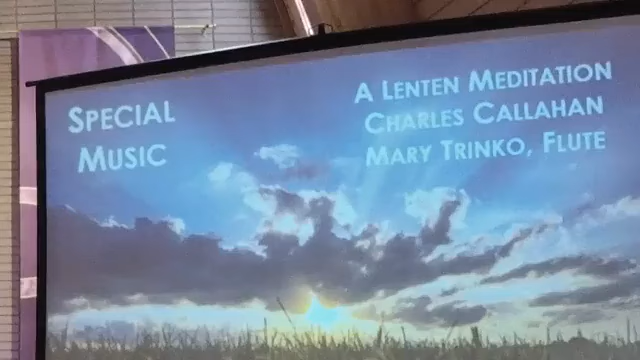 Special
Music
A Lenten Meditation
Charles Callahan
Mary Trinko, Flute